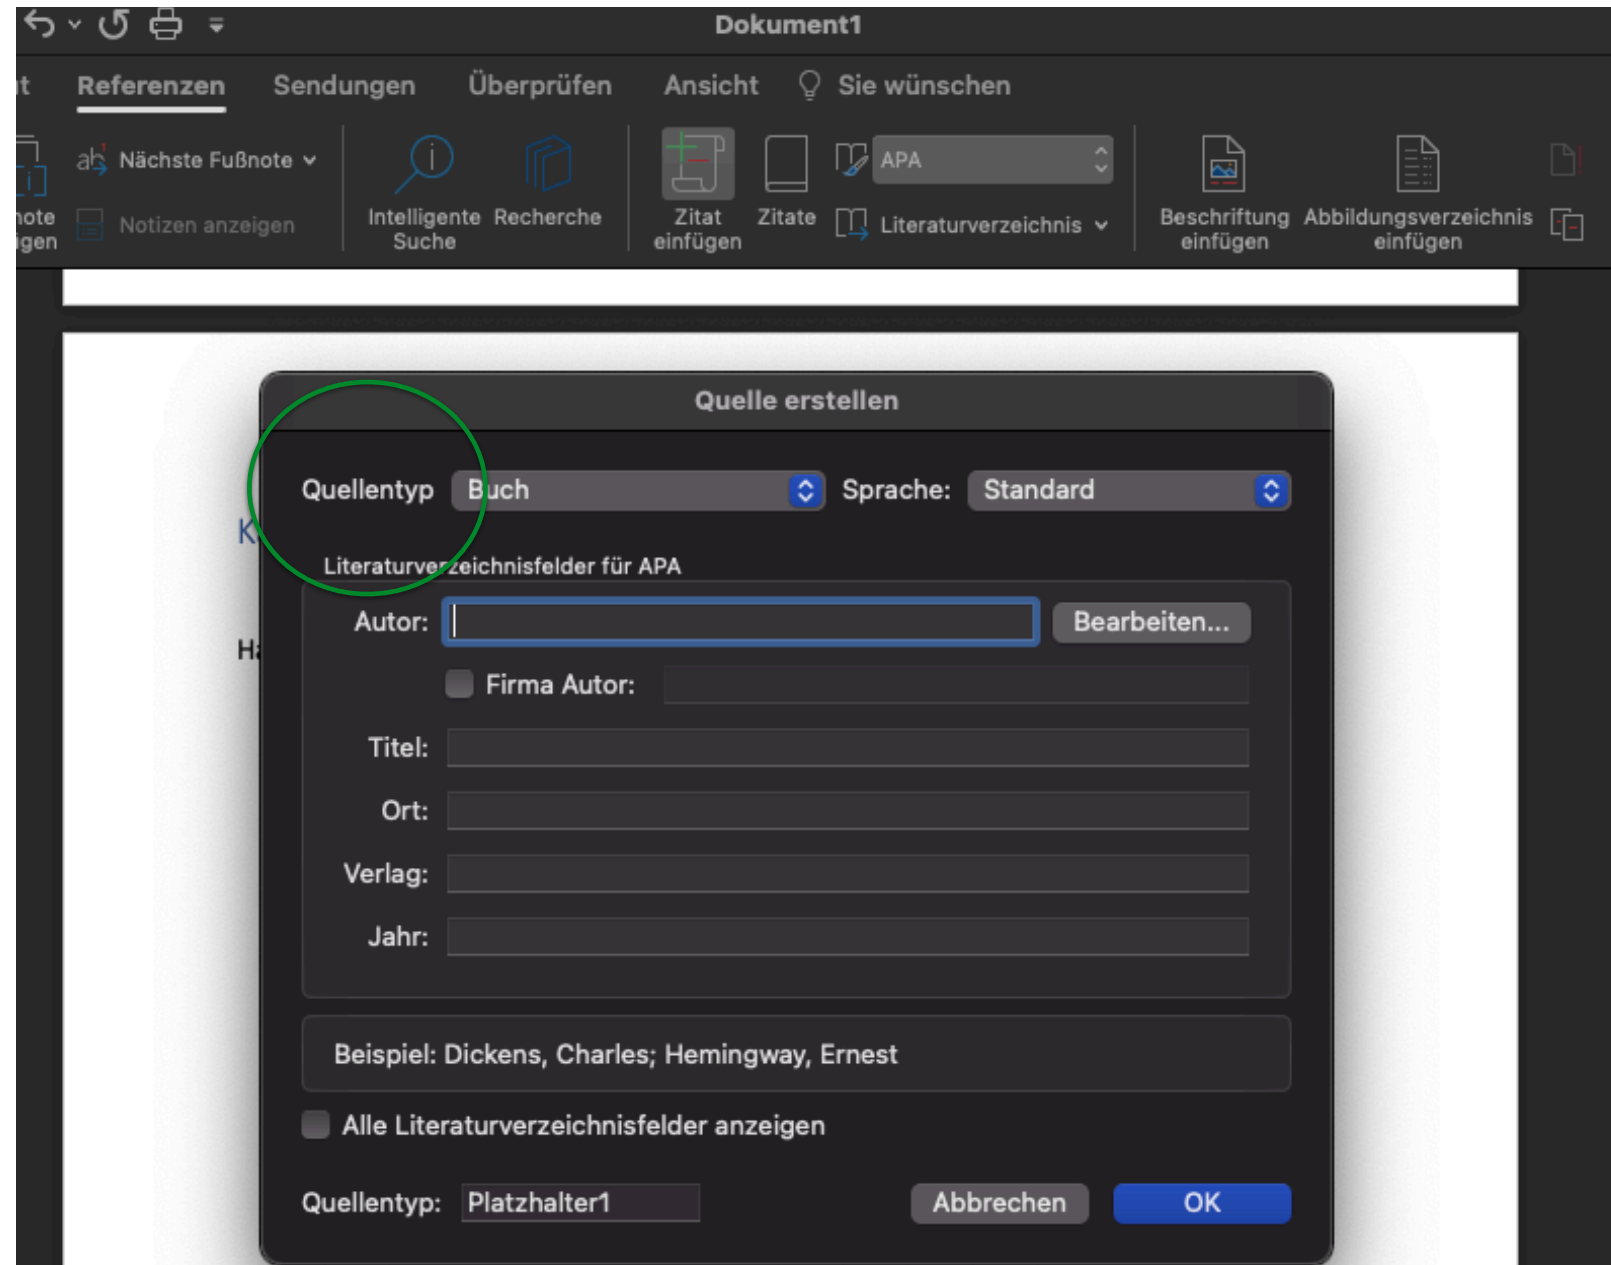 Dokument1
Referenzen Sendungen Überprüfen Ansicht Sie wünschen
Nächste Fußnote
Notizen anzeigen
Intelligente
Suche
Recherche
Zitat
einfügen
Zitate
APA
Literaturverzeichnis
Beschriftung
einfügen
Abbildungsverzeichnis
einfügen
Quelle erstellen
Quellentyp Buch Sprache: Standard
Literaturverzeichnisfelder für APA
Autor: Bearbeiten...
Firma Autor:
Titel:
Ort:
Verlag:
Jahr:
Beispiel: Dickens, Charles; Hemingway, Ernest
Alle Literaturverzeichnisfelder anzeigen
Quellentyp: Platzhalter1 Abbrechen OK